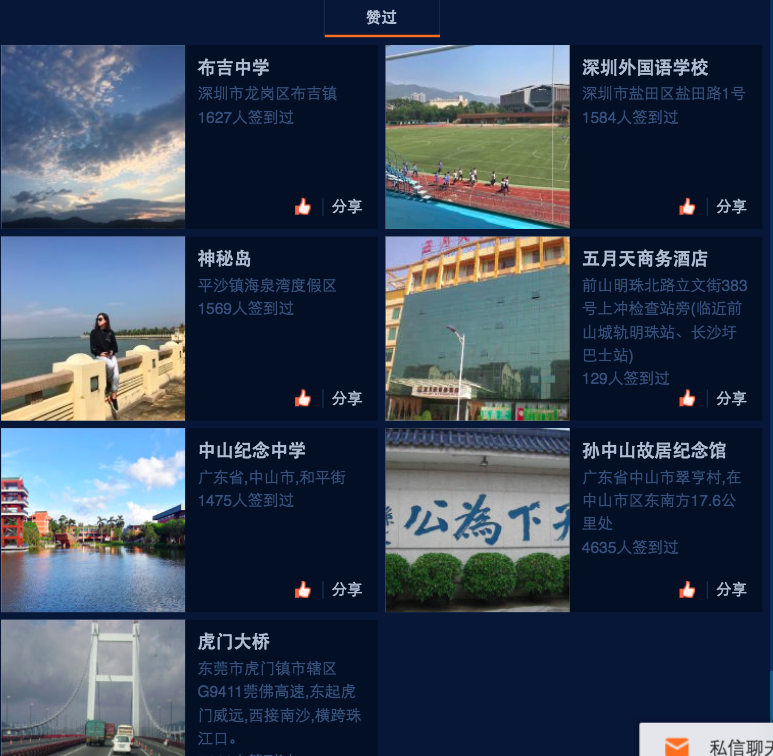 赞过
布吉中学
深圳市龙岗区布吉镇
1627人签到过
分享
深圳外国语学校
深圳市盐田区盐田路1号
1584人签到过
分享
神秘岛
平沙镇海泉湾度假区
1569人签到过
分享
五月天商务酒店
前山明珠北路立文街383
号上冲检查站旁(临近前
山城轨明珠站、长沙圩
巴士站)
129人签到过
分享
中山纪念中学
广东省,中山市,和平街
1475人签到过
分享
公為下天
孙中山故居纪念馆
广东省中山市翠亨村,在
中山市区东南方17.6公
里处
4635人签到过
分享
虎门大桥
东莞市虎门镇市辖区
G9411莞佛高速,东起虎
门威远,西接南沙,横跨珠
江口。
私信聊天